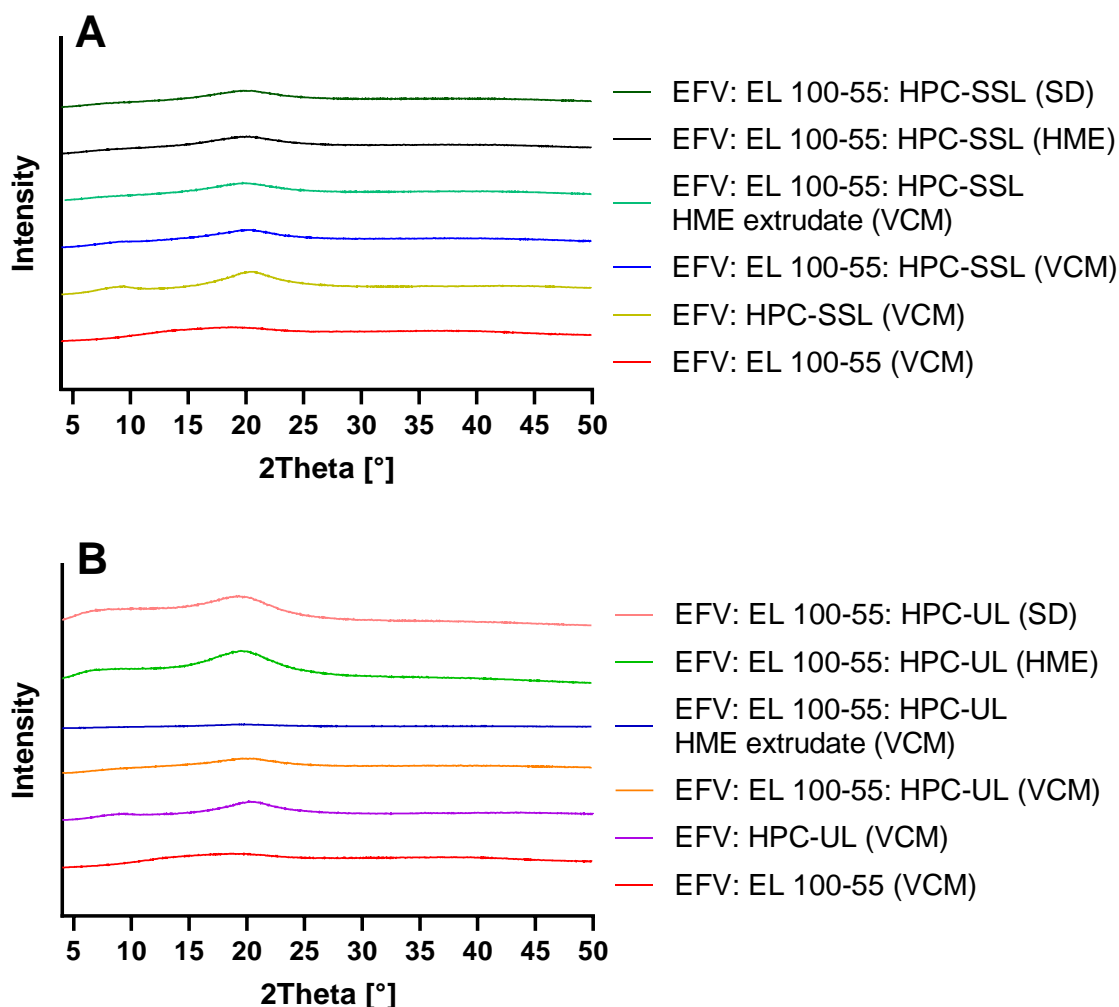 A
Intensity
EFV: EL 100-55: HPC-SSL (SD)
EFV: EL 100-55: HPC-SSL (HME)
EFV: EL 100-55: HPC-SSL
HME extrudate (VCM)
EFV: EL 100-55: HPC-SSL (VCM)
EFV: HPC-SSL (VCM)
EFV: EL 100-55 (VCM)
5 10 15 20 25 30 35 40 45 50
2Theta [°]
B
Intensity
EFV: EL 100-55: HPC-UL (SD)
EFV: EL 100-55: HPC-UL (HME)
EFV: EL 100-55: HPC-UL
HME extrudate (VCM)
EFV: EL 100-55: HPC-UL (VCM)
EFV: HPC-UL (VCM)
EFV: EL 100-55 (VCM)
5 10 15 20 25 30 35 40 45 50
2Theta [°]